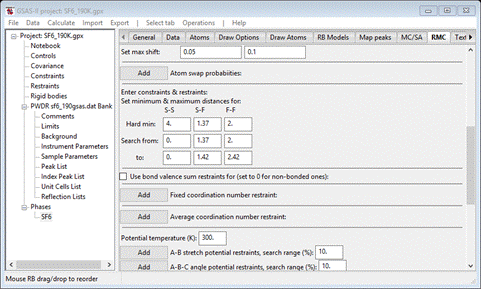 GSAS-II project: SF6_190K.gpx
File Data Calculate Import Export | Select tab Operations | Help
Project: SF6_190K.gpx
Notebook
Controls
Covariance
Constraints
Restraints
Rigid bodies
PWDR sf6_190gsas.dat Bank
Comments
Limits
Background
Instrument Parameters
Sample Parameters
Peak List
Index Peak List
Unit Cells List
Reflection Lists
Phases
SF6
General Data Atoms Draw Options Draw Atoms RB Models Map peaks MC/SA RMC Text
Set max shift: 0.05 0.1
Add Atom swap probabiities:
Enter constraints & restraints:
Set minimum & maximum distances for:
S-S S-F F-F
Hard min: 4. 1.37 2.
Search from: 0. 1.37 2.
to: 0. 1.42 2.42
Use bond valence sum restraints for (set to 0 for non-bonded ones):
Add Fixed coordination number restraint:
Add Average coordination number restraint:
Potential temperature (K): 300.
Add A-B stretch potential restraints, search range (%): 10.
Add A-B-C angle potential restraints, search range (%): 10.
Mouse RB drag/drop to reorder